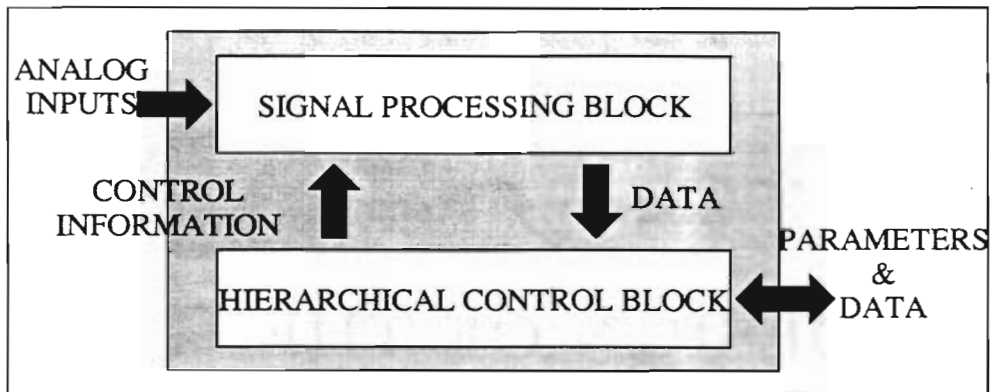 ANALOG
INPUTS
SIGNAL PROCESSING BLOCK
CONTROL
INFORMATION
DATA
PARAMETERS
&
DATA
HIERARCHICAL CONTROL BLOCK